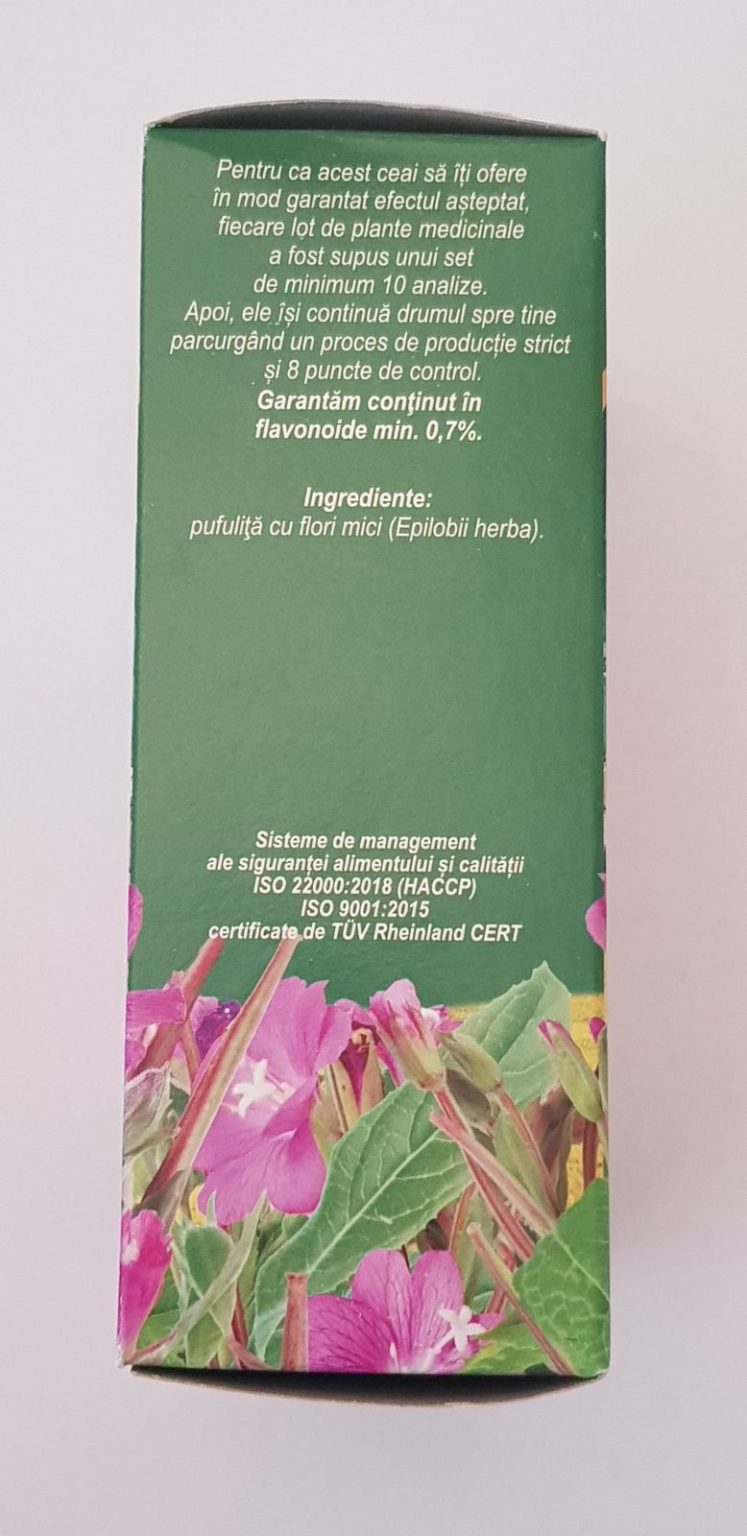 Pentru ca acest ceai să îți ofere
în mod garantat efectul așteptat,
fiecare lot de plante medicinale
a fost supus unui set
de minimum 10 analize.
Apoi, ele își continuă drumul spre tine
parcurgând un proces de producție strict
și 8 puncte de control.
Garantăm conţinut în
flavonoide min. 0,7%.
Ingrediente:
pufuliţă cu flori mici (Epilobii herba).
Sisteme de management
ale siguranței alimentului și calității
ISO 22000:2018 (HACCP)
ISO 9001:2015
certificate de TÜV Rheinland CERT